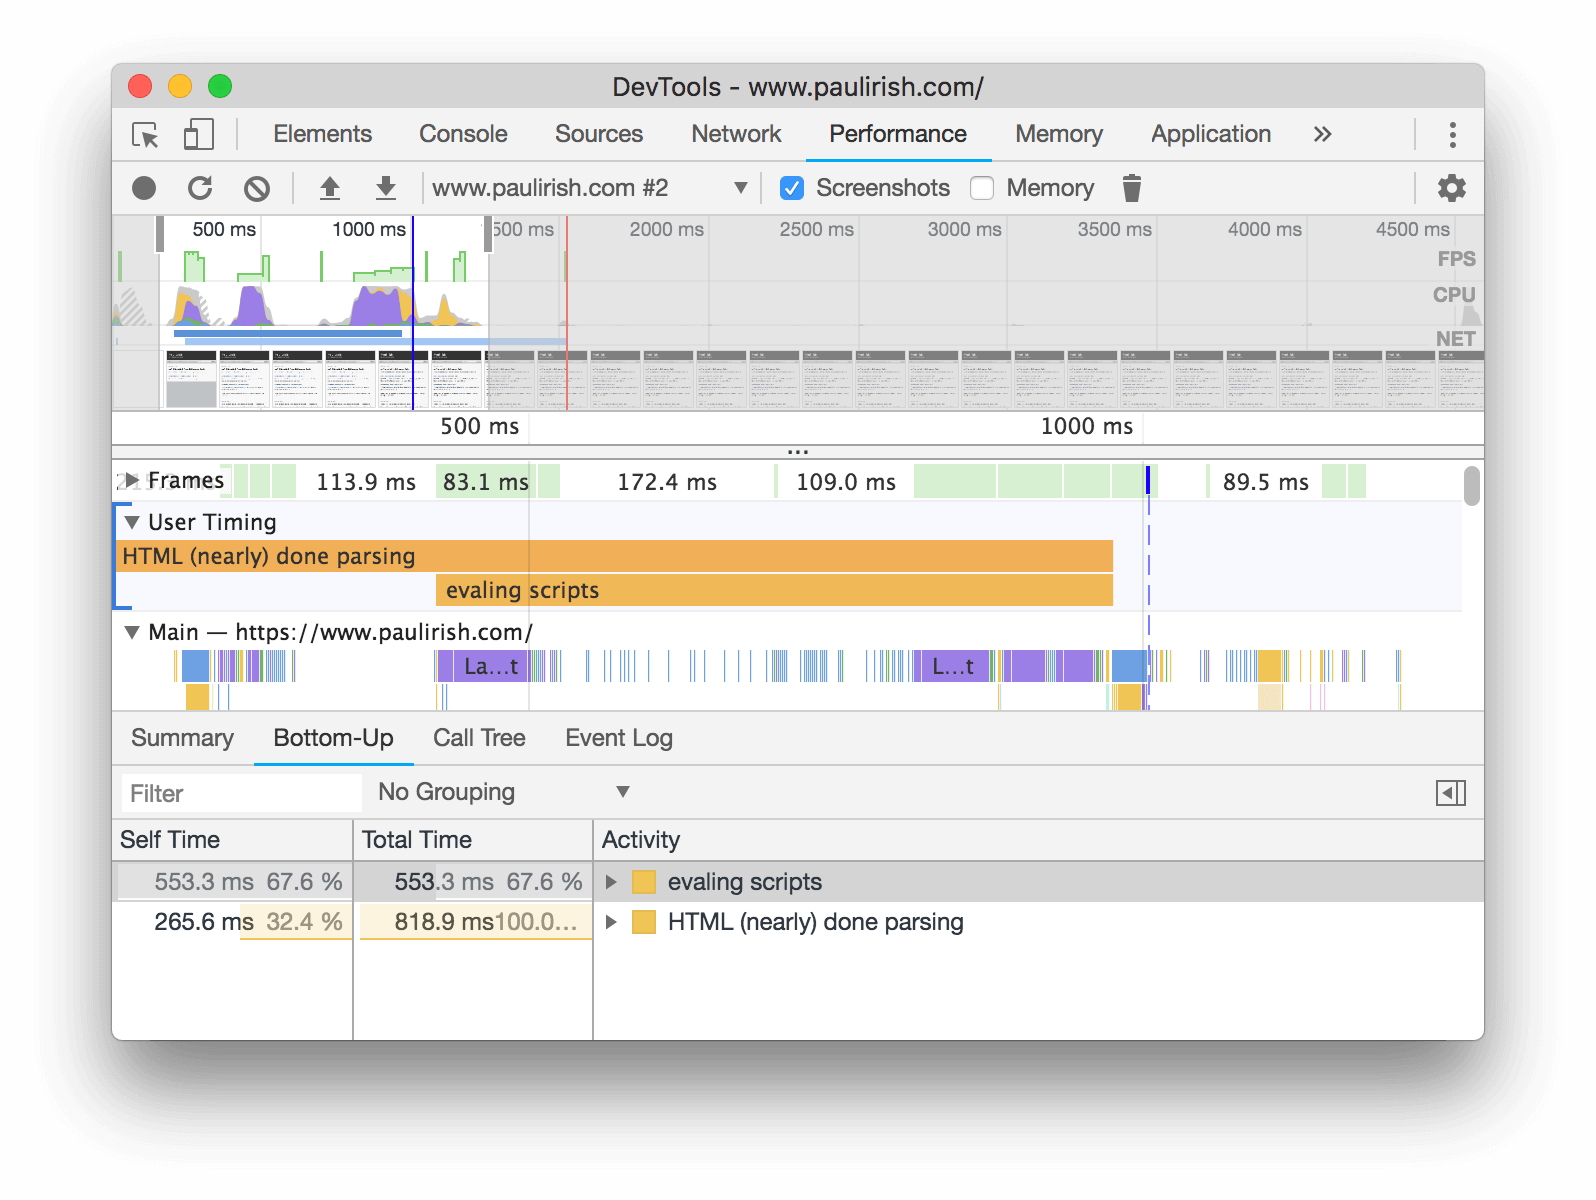 DevTools - www.paulirish.com/
Elements Console Sources Network Performance Memory Application »
www.paulirish.com #2 Screenshots Memory
500 ms 1000 ms 500 ms 2000 ms 2500 ms 3000 ms 3500 ms 4000 ms 4500 ms
FPS
CPU
NET
500 ms 1000 ms
Frames 113.9 ms 83.1 ms 172.4 ms 109.0 ms 89.5 ms
User Timing
HTML (nearly) done parsing
evaling scripts
Main — https://www.paulirish.com/
La...t L...t
Summary Bottom-Up Call Tree Event Log
Filter No Grouping
Self Time Total Time Activity
553.3 ms 67.6 % 553.3 ms 67.6 % evaling scripts
265.6 ms 32.4 % 818.9 ms 100.0... HTML (nearly) done parsing